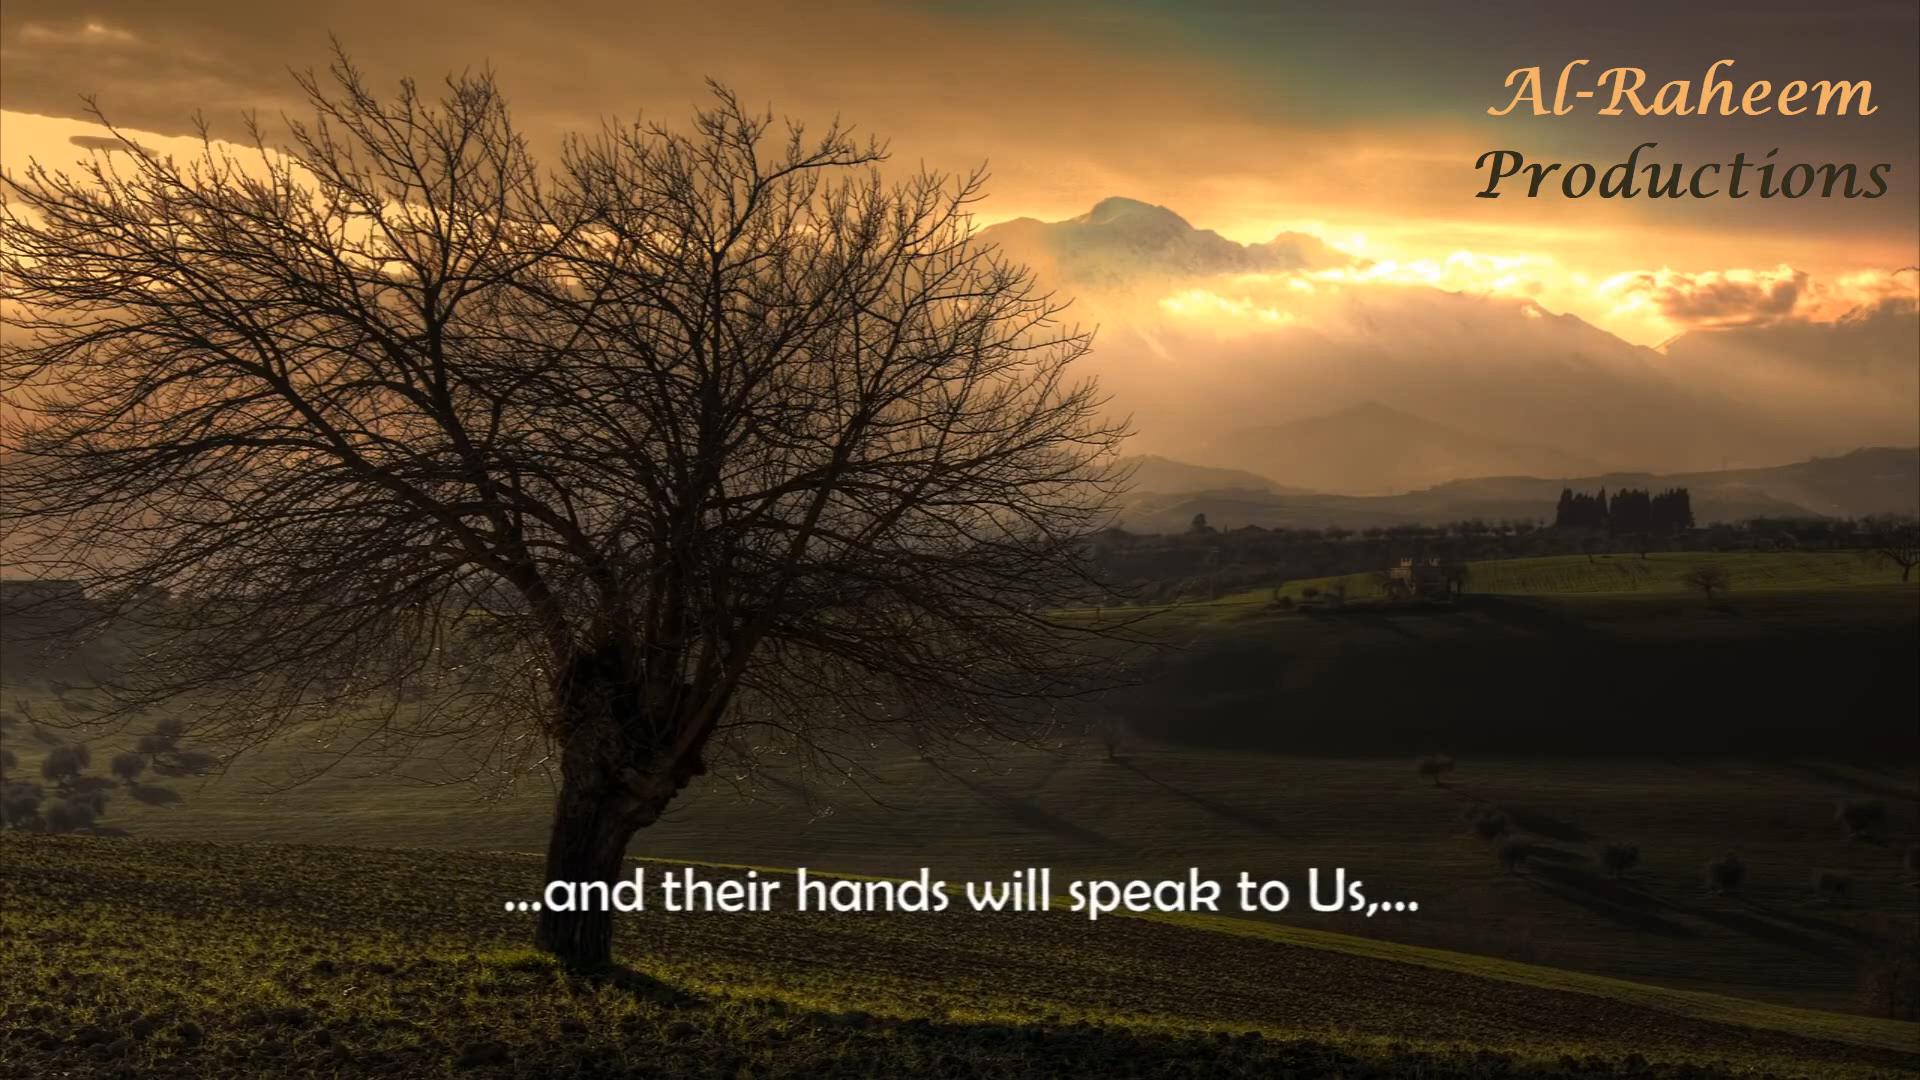 Al-Raheem
Productions
...and their hands will speak to Us,...